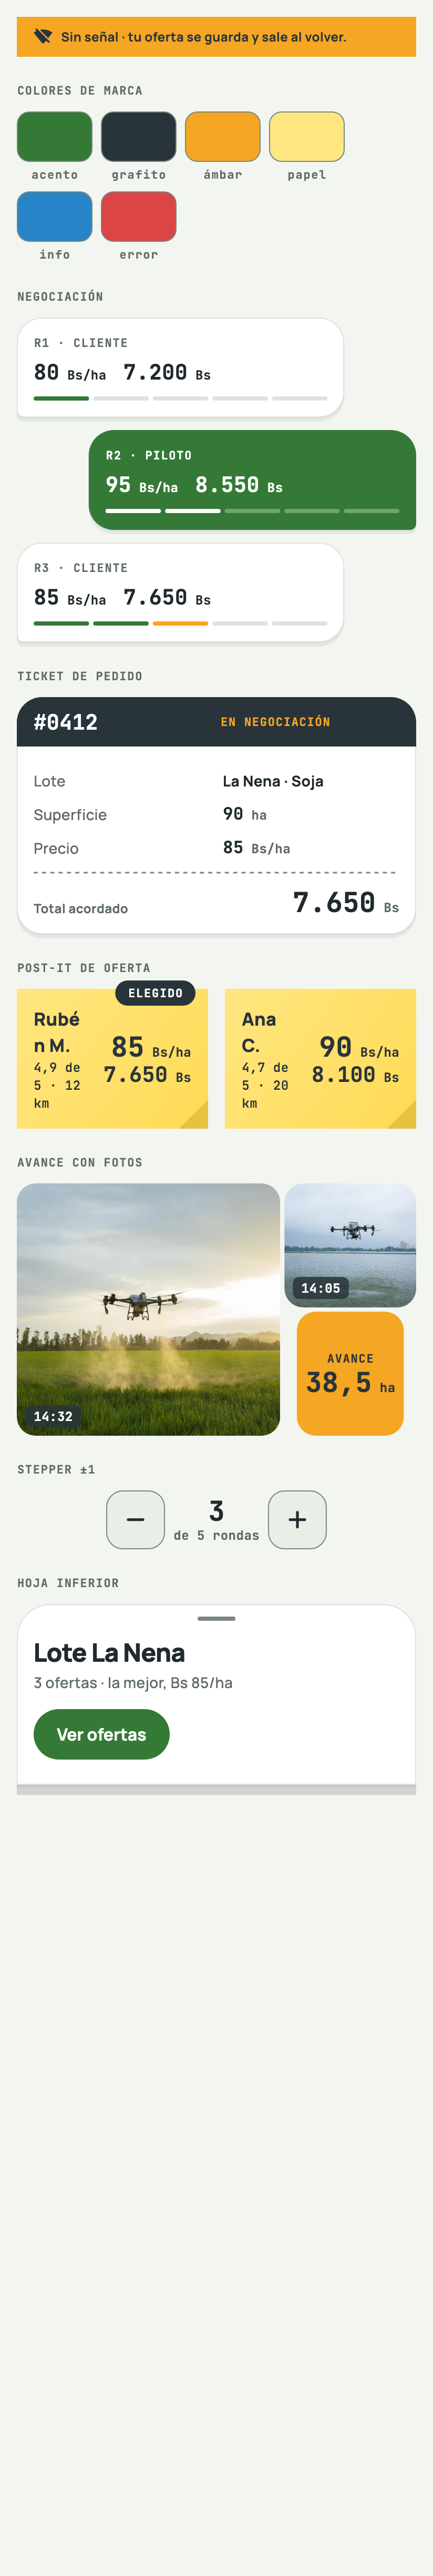 Sin señal · tu oferta se guarda y sale al volver.
COLORES DE MARCA
acento grafito ámbar papel
info error
NEGOCIACIÓN
R1 · CLIENTE
80 Bs/ha 7.200 Bs
R2 · PILOTO
95 Bs/ha 8.550 Bs
R3 · CLIENTE
85 Bs/ha 7.650 Bs
TICKET DE PEDIDO
#0412 EN NEGOCIACIÓN
Lote La Nena · Soja
Superficie 90 ha
Precio 85 Bs/ha
Total acordado 7.650 Bs
POST-IT DE OFERTA
ELEGIDO
Rubé
n M.
4,9 de
5 · 12
km
85 Bs/ha
7.650 Bs
Ana
C.
4,7 de
5 · 20
km
90 Bs/ha
8.100 Bs
AVANCE CON FOTOS
14:32
14:05
AVANCE
38,5 ha
STEPPER ±1
− 3 +
de 5 rondas
HOJA INFERIOR
Lote La Nena
3 ofertas · la mejor, Bs 85/ha
Ver ofertas